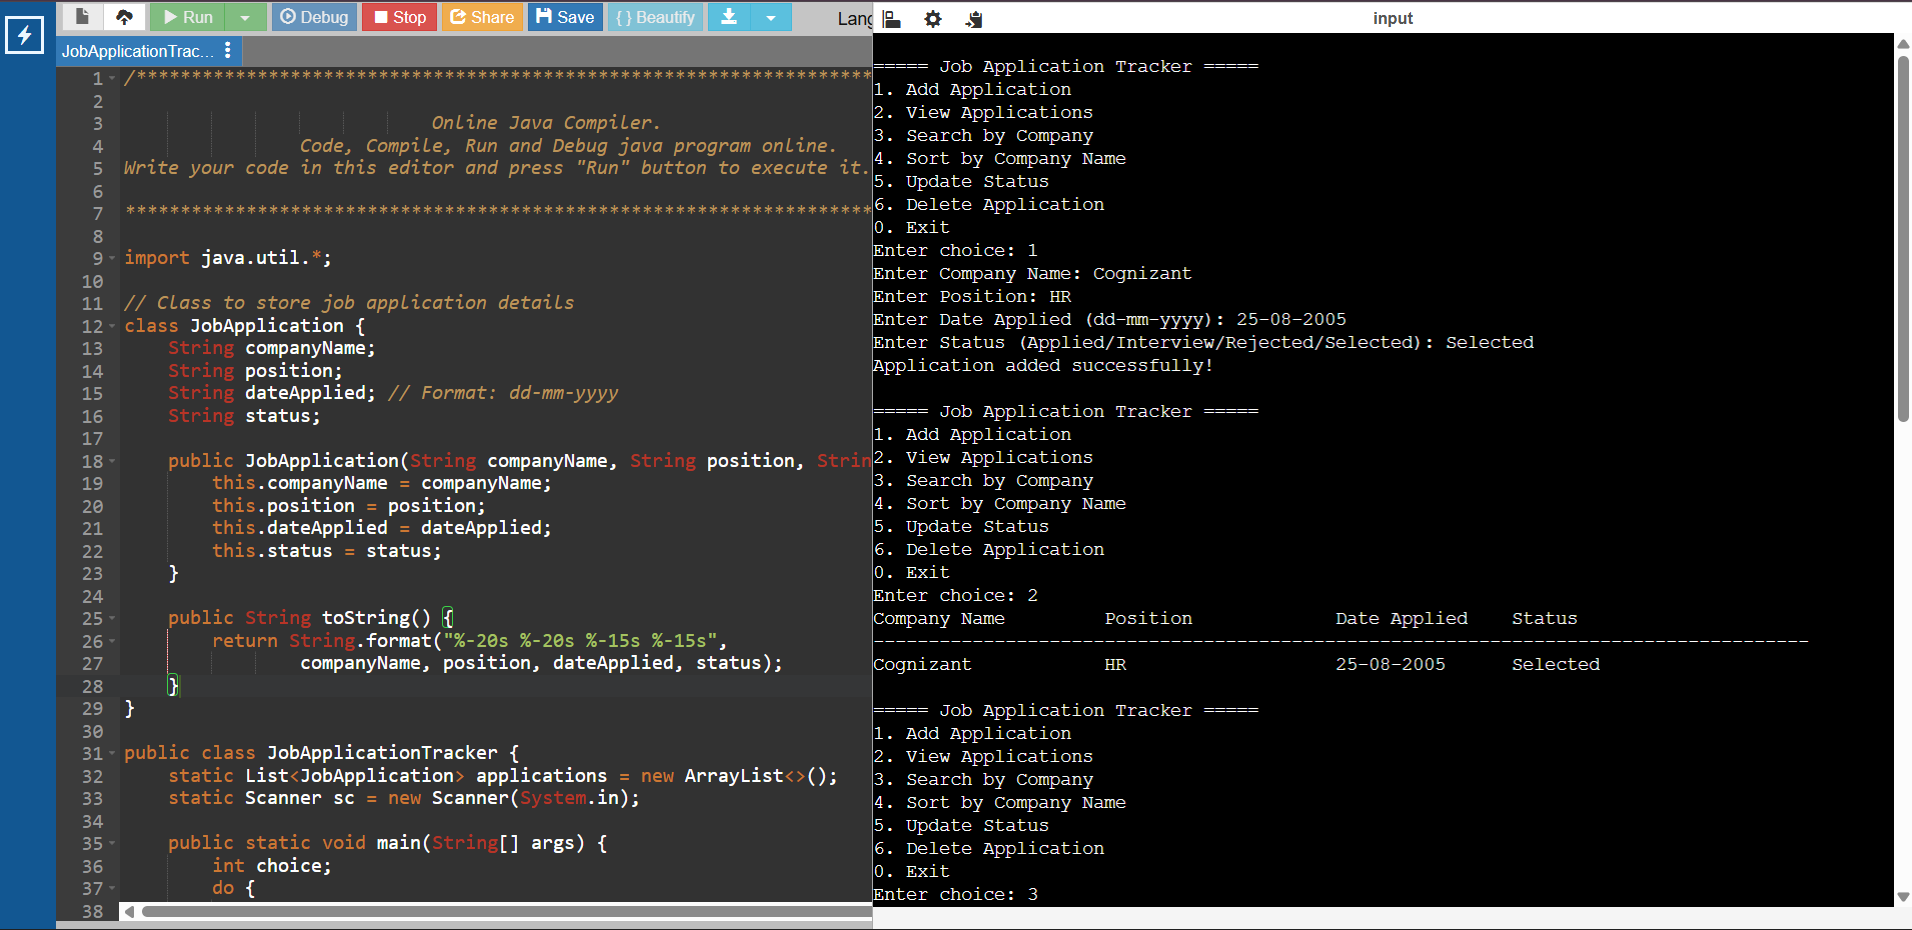 Run
Debug
Stop
Share
Save
{ } Beautify
Lang
input
JobApplicationTrac...
1 /********************************************************************
2
3 Online Java Compiler.
4 Code, Compile, Run and Debug java program online.
5 Write your code in this editor and press "Run" button to execute it.
6
7 ********************************************************************
8
9 import java.util.*;
10
11 // Class to store job application details
12 class JobApplication {
13 String companyName;
14 String position;
15 String dateApplied; // Format: dd-mm-yyyy
16 String status;
17
18 public JobApplication(String companyName, String position, Strin
19 this.companyName = companyName;
20 this.position = position;
21 this.dateApplied = dateApplied;
22 this.status = status;
23 }
24
25 public String toString() {
26 return String.format("%-20s %-20s %-15s %-15s",
27 companyName, position, dateApplied, status);
28 }
29 }
30
31 public class JobApplicationTracker {
32 static List<JobApplication> applications = new ArrayList<>();
33 static Scanner sc = new Scanner(System.in);
34
35 public static void main(String[] args) {
36 int choice;
37 do {
38
===== Job Application Tracker =====
1. Add Application
2. View Applications
3. Search by Company
4. Sort by Company Name
5. Update Status
6. Delete Application
0. Exit
Enter choice: 1
Enter Company Name: Cognizant
Enter Position: HR
Enter Date Applied (dd-mm-yyyy): 25-08-2005
Enter Status (Applied/Interview/Rejected/Selected): Selected
Application added successfully!
===== Job Application Tracker =====
1. Add Application
2. View Applications
3. Search by Company
4. Sort by Company Name
5. Update Status
6. Delete Application
0. Exit
Enter choice: 2
Company Name Position Date Applied Status
-------------------------------------------------------------------------------------
Cognizant HR 25-08-2005 Selected
===== Job Application Tracker =====
1. Add Application
2. View Applications
3. Search by Company
4. Sort by Company Name
5. Update Status
6. Delete Application
0. Exit
Enter choice: 3